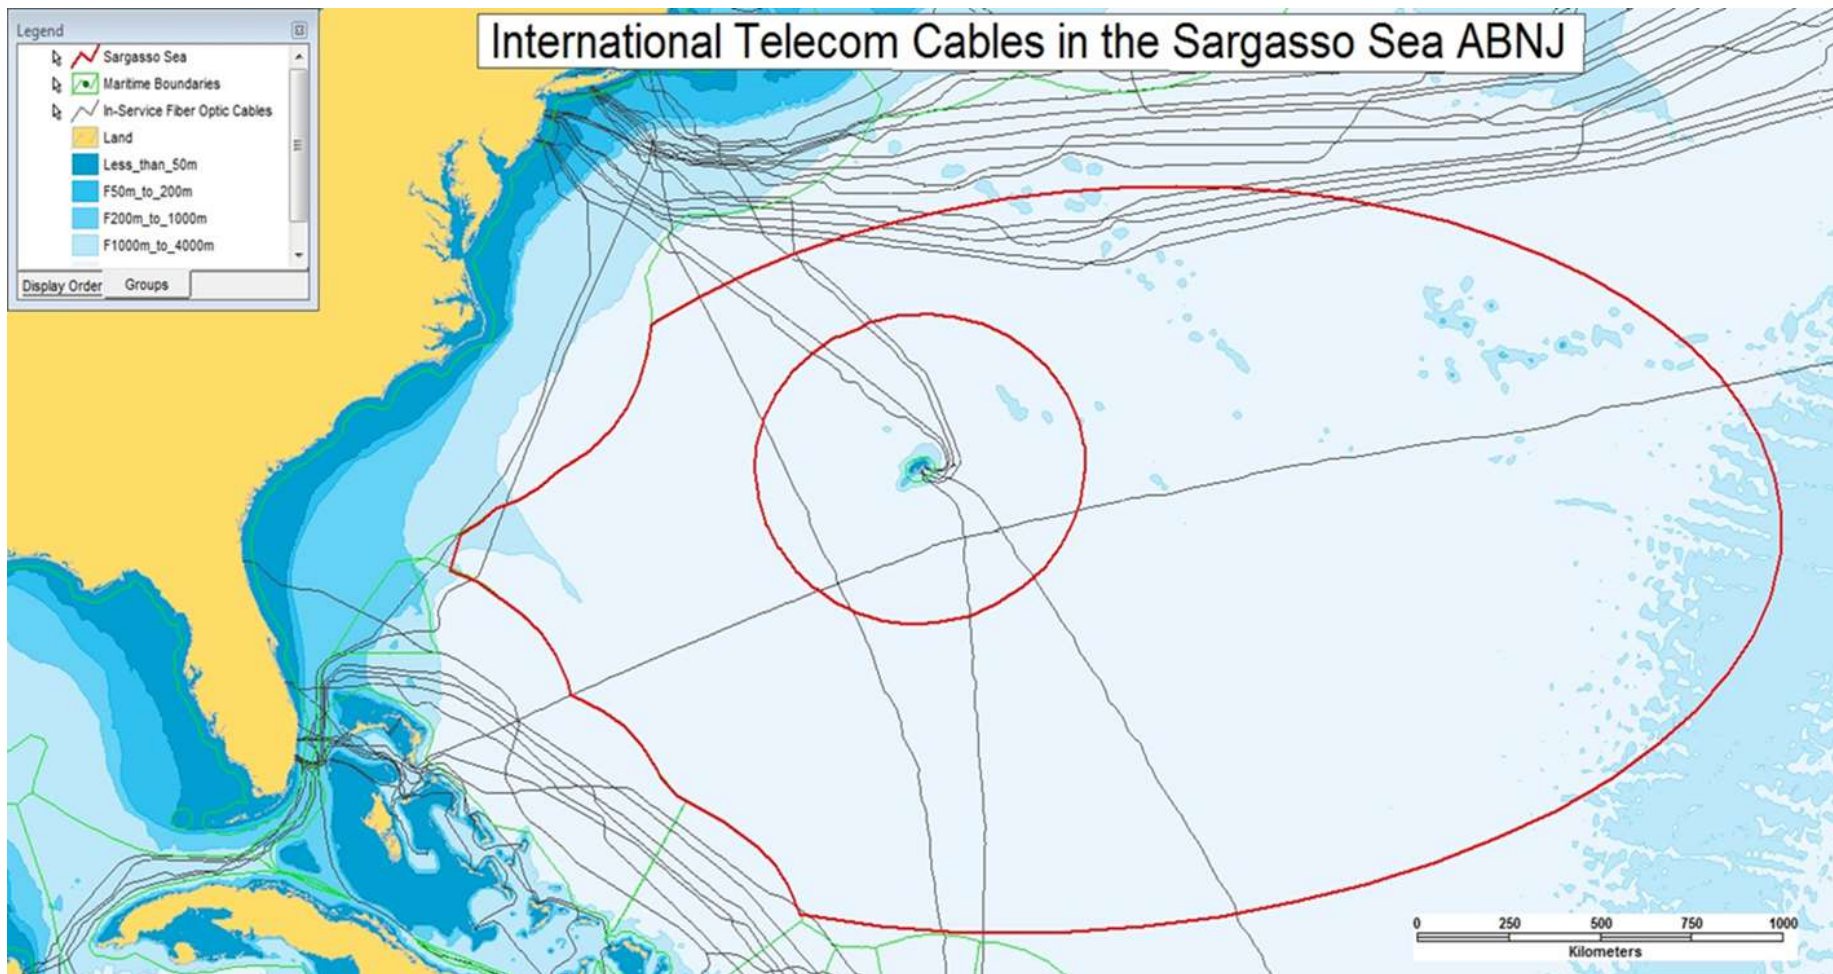 International Telecom Cables in the Sargasso Sea ABNJ
Legend
Sargasso Sea
Maritime Boundaries
In-Service Fiber Optic Cables
Land
Less_than_50m
F50m_to_200m
F200m_to_1000m
F1000m_to_4000m
Display Order Groups
0 250 500 750 1000
Kilometers